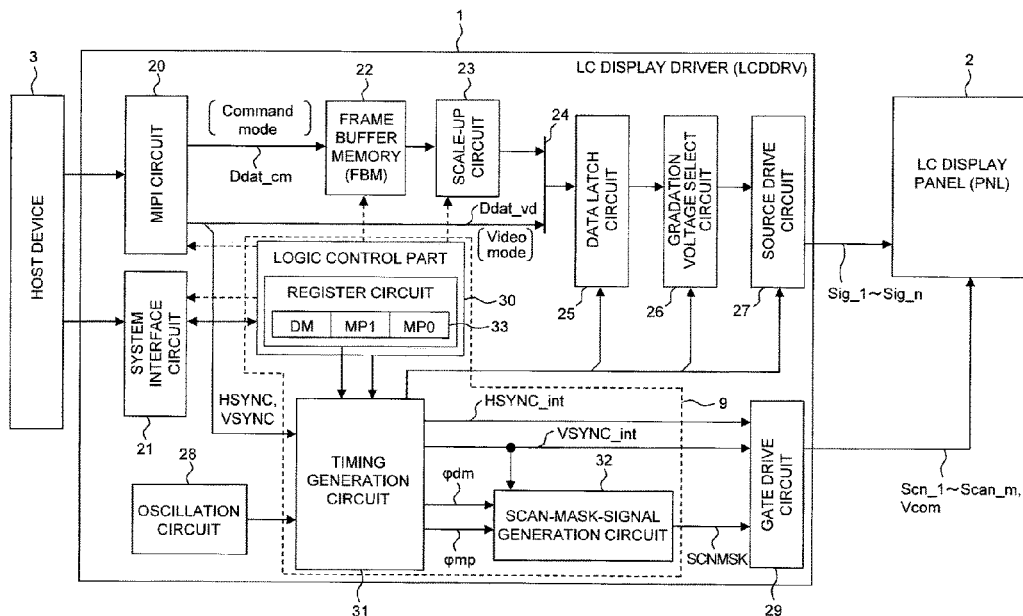 1
3
20
22
23
LC DISPLAY DRIVER (LCDDRV)
2
HOST DEVICE
MIPI CIRCUIT
(Command
mode)
Ddat_cm
FRAME
BUFFER
MEMORY
(FBM)
SCALE-UP
CIRCUIT
24
DATA LATCH
CIRCUIT
GRADATION
VOLTAGE SELECT
CIRCUIT
SOURCE DRIVE
CIRCUIT
LC DISPLAY
PANEL (PNL)
Ddat_vd
(Video
mode)
LOGIC CONTROL PART
REGISTER CIRCUIT
DM MP1 MP0
30
33
25
26
27
Sig_1~Sig_n
SYSTEM
INTERFACE
CIRCUIT
21
HSYNC,
VSYNC
28
OSCILLATION
CIRCUIT
TIMING
GENERATION
CIRCUIT
31
HSYNC_int
9
VSYNC_int
32
φdm
φmp
SCAN-MASK-SIGNAL
GENERATION CIRCUIT
SCNMSK
GATE DRIVE
CIRCUIT
29
Scn_1~Scan_m,
Vcom